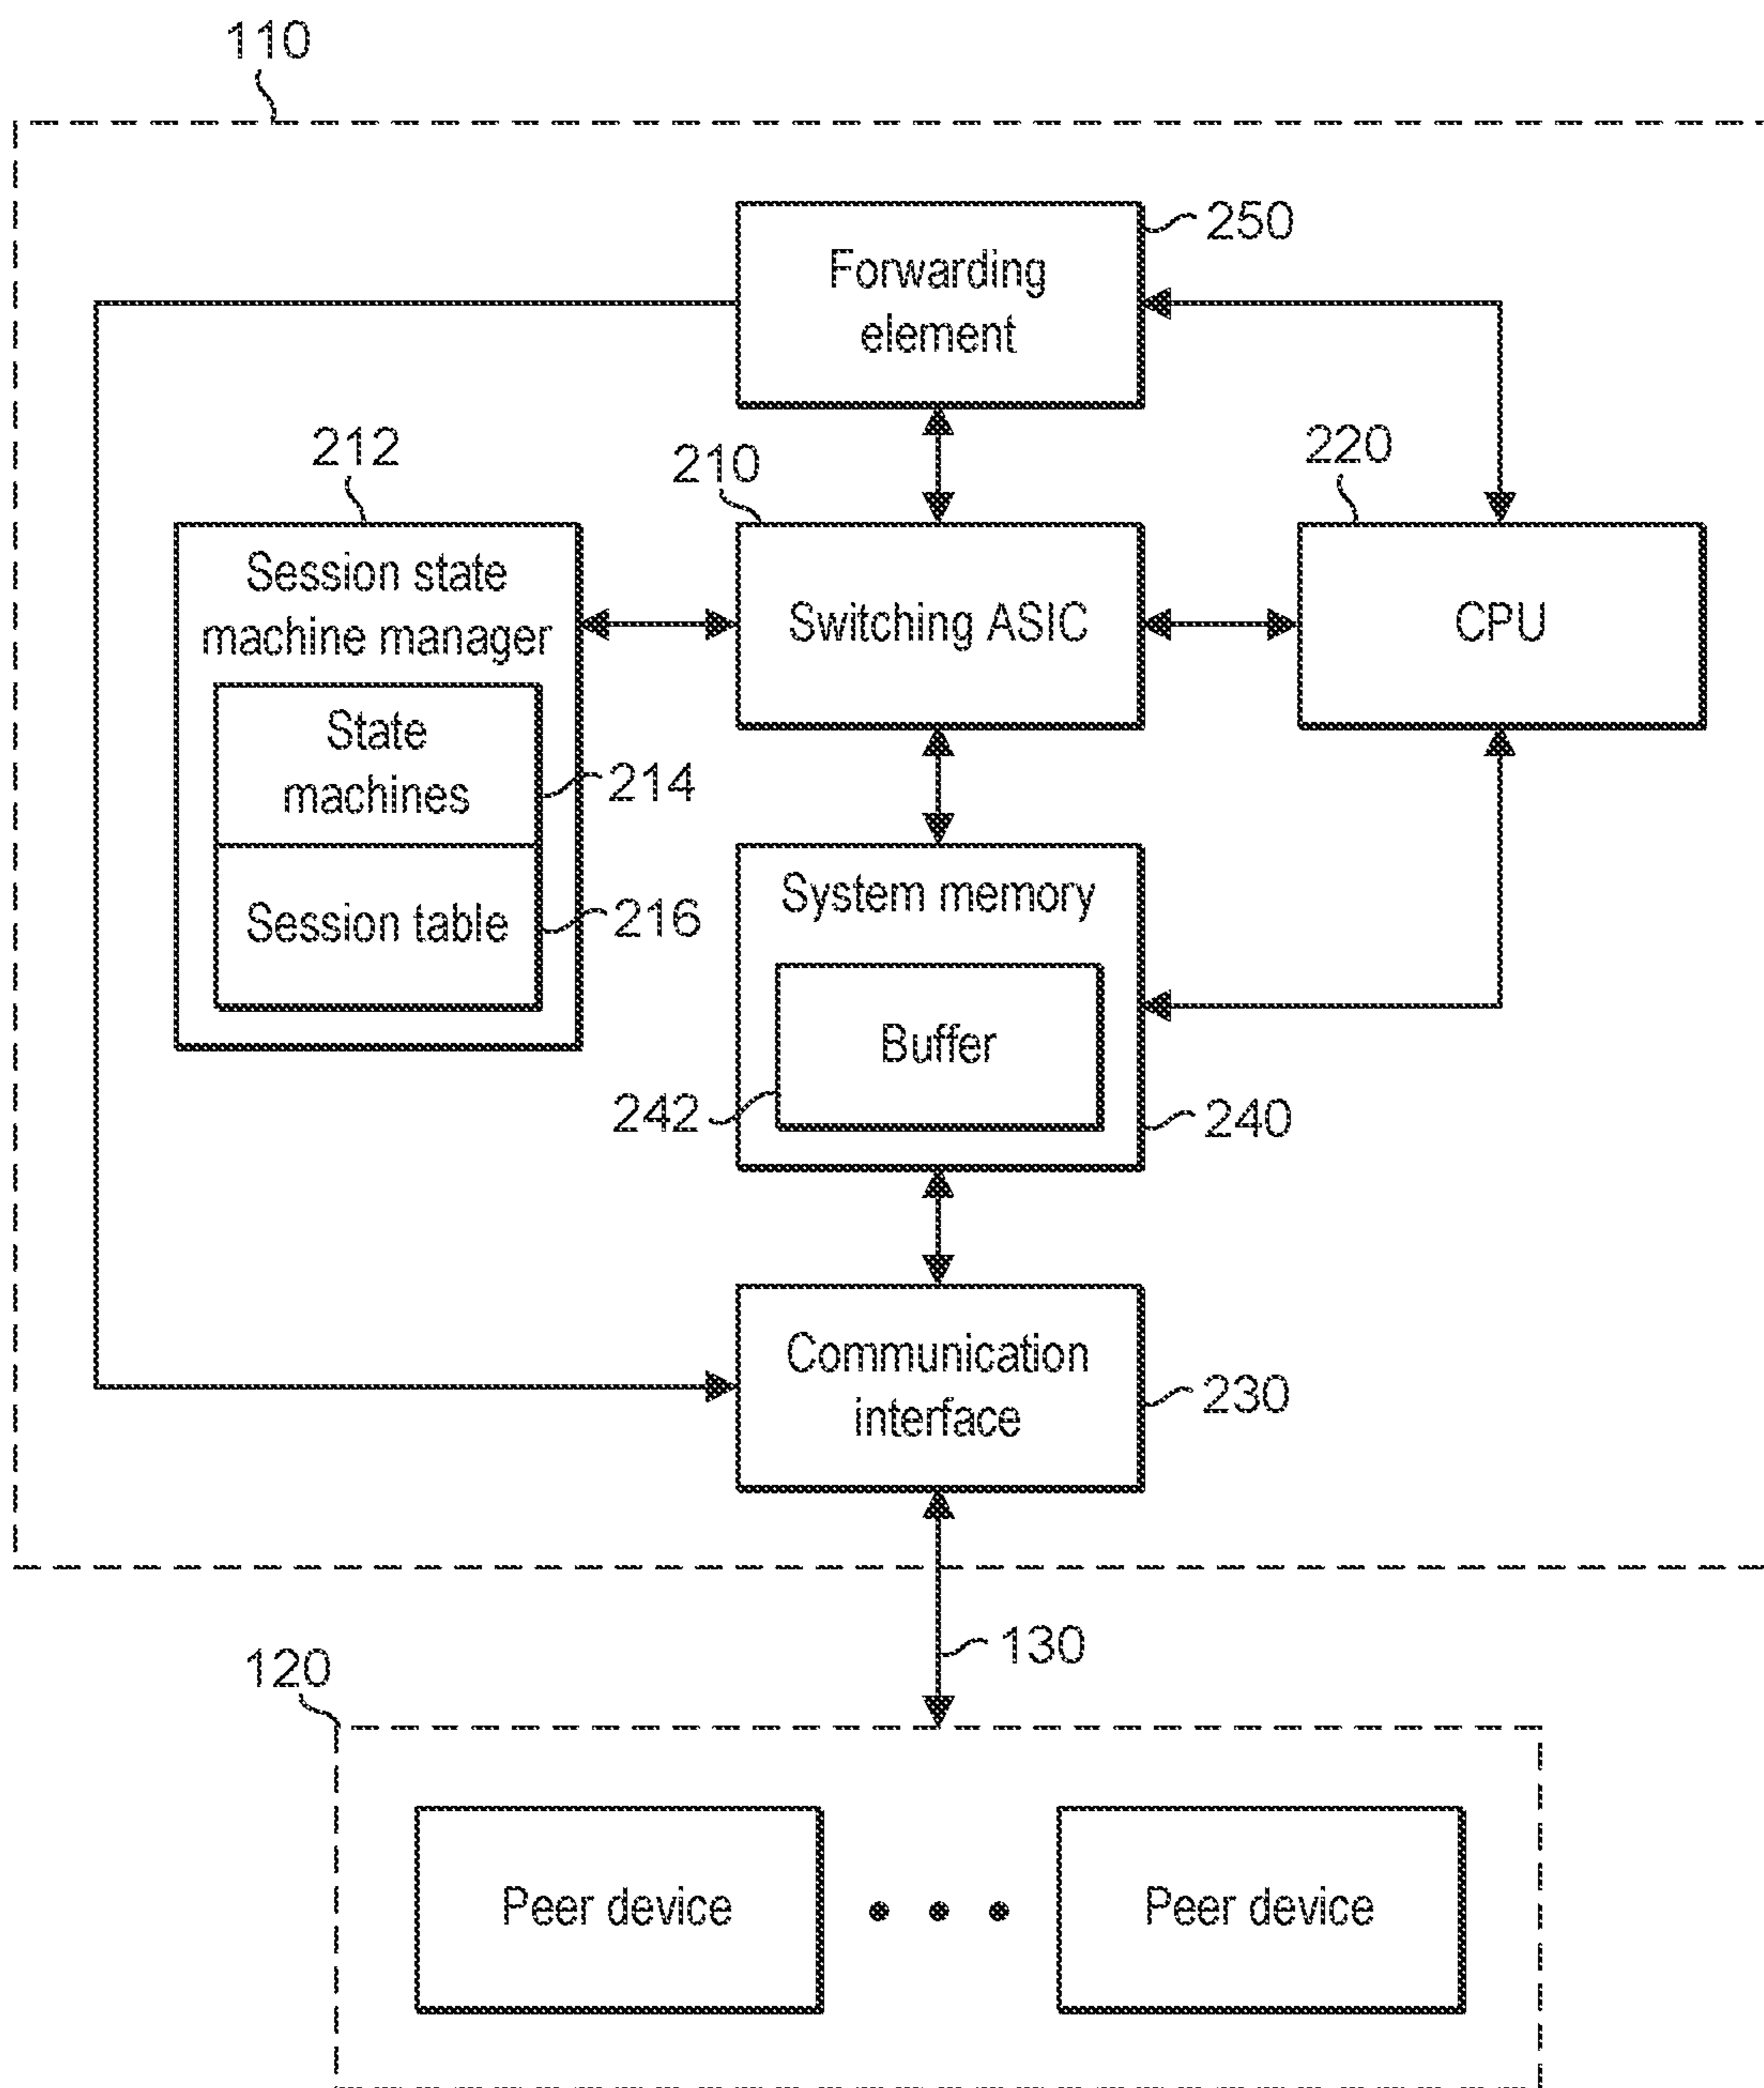 110
250
Forwarding
element
212
210
220
Session state
machine manager
Switching ASIC
CPU
State
machines
214
System memory
Session table
216
Buffer
242
240
Communication
interface
230
130
120
Peer device
Peer device